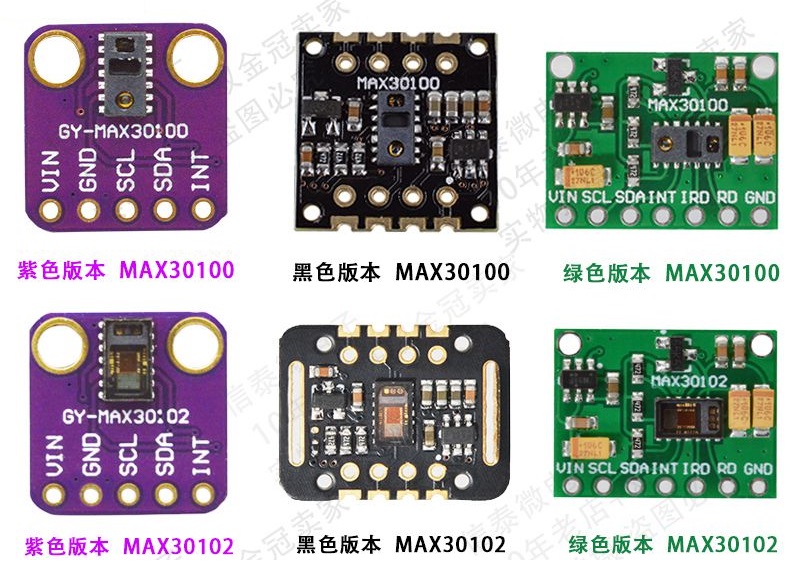 GY-MAX30100
VIN GND SCL SDA INT
MAX30100
MAX30100
VIN SCL SDA INT IRD RD GND
紫色版本 MAX30100
黑色版本 MAX30100
绿色版本 MAX30100
GY-MAX30102
VIN GND SCL SDA INT
MAX30102
VIN SCL SDA INT IRD RD GND
紫色版本 MAX30102
黑色版本 MAX30102
绿色版本 MAX30102